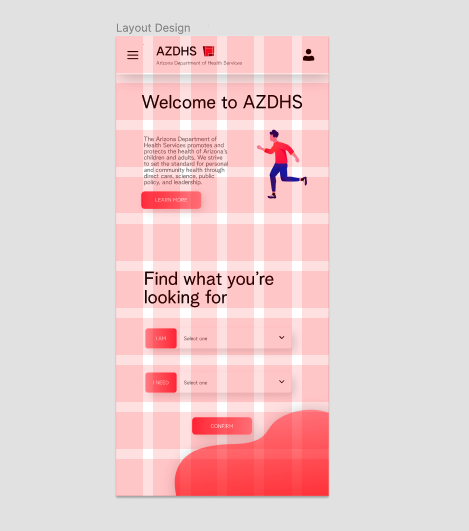 Layout Design
AZDHS
Arizona Department of Health Services
Welcome to AZDHS
The Arizona Department of
Health Services promotes and
protects the health of Arizona's
children and adults. We strive
to set the standard for personal
and community health through
direct care, science, public
policy, and leadership.
LEARN MORE
Find what you're
looking for
I AM
Select one
I NEED
Select one
CONFIRM